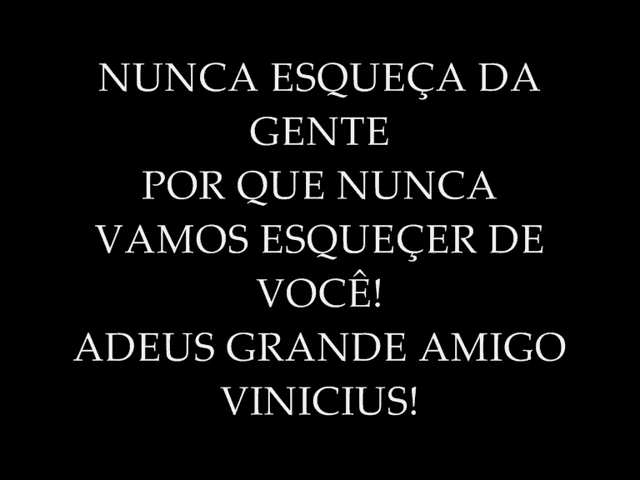 NUNCA ESQUEÇA DA
GENTE
POR QUE NUNCA
VAMOS ESQUEÇER DE
VOCÊ!
ADEUS GRANDE AMIGO
VINICIUS!